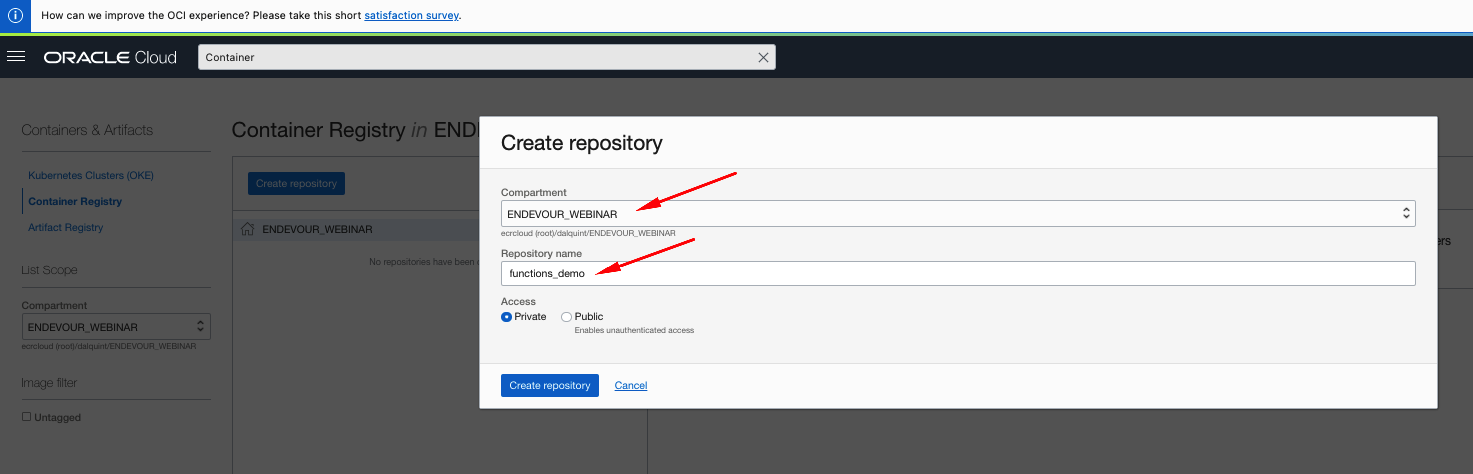 How can we improve the OCI experience? Please take this short satisfaction survey.
ORACLE Cloud
Container
Containers & Artifacts
Kubernetes Clusters (OKE)
Container Registry
Artifact Registry
List Scope
Compartment
ENDEVOUR_WEBINAR
ecrcloud (root)/dalquint/ENDEVOUR_WEBINAR
Image filter
Untagged
Container Registry in ENDE
Create repository
ENDEVOUR_WEBINAR
No repositories have been
Create repository
Compartment
ENDEVOUR_WEBINAR
ecrcloud (root)/dalquint/ENDEVOUR_WEBINAR
Repository name
functions_demo
Access
Private
Public
Enables unauthenticated access
Create repository
Cancel
ers